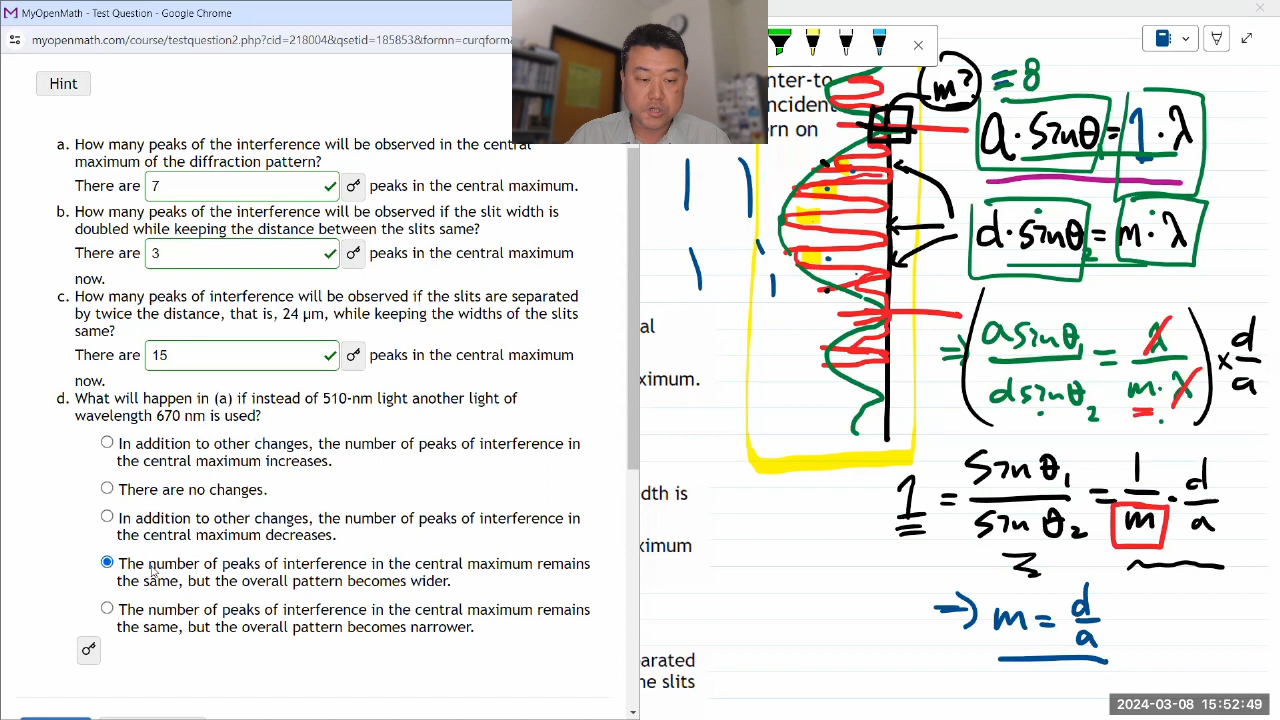 MyOpenMath - Test Question - Google Chrome
myopenmath.com/course/testquestion2.php?cid=218004&qsetid=185853&formn=qurqform
Hint
a. How many peaks of the interference will be observed in the central
maximum of the diffraction pattern?
There are 7 peaks in the central maximum.
b. How many peaks of the interference will be observed if the slit width is
doubled while keeping the distance between the slits same?
There are 3 peaks in the central maximum
now.
c. How many peaks of interference will be observed if the slits are separated
by twice the distance, that is, 24 μm, while keeping the widths of the slits
same?
There are 15 peaks in the central maximum
now.
d. What will happen in (a) if instead of 510-nm light another light of
wavelength 670 nm is used?
In addition to other changes, the number of peaks of interference in
the central maximum increases.
There are no changes.
In addition to other changes, the number of peaks of interference in
the central maximum decreases.
The number of peaks of interference in the central maximum remains
the same, but the overall pattern becomes wider.
The number of peaks of interference in the central maximum remains
the same, but the overall pattern becomes narrower.
nter-to
ncident
rn on
al
ximum.
dth is
ximum
arated
ne slits
m? = 8
a · sinθ = 1 · λ
d · sinθ₂ = m · λ
⇒ (a sinθ₁ / d sinθ₂ = λ / m · λ) × d/a
1 = sin θ₁ / sin θ₂ = 1/m · d/a
→ m = d/a
2024-03-08 15:52:49